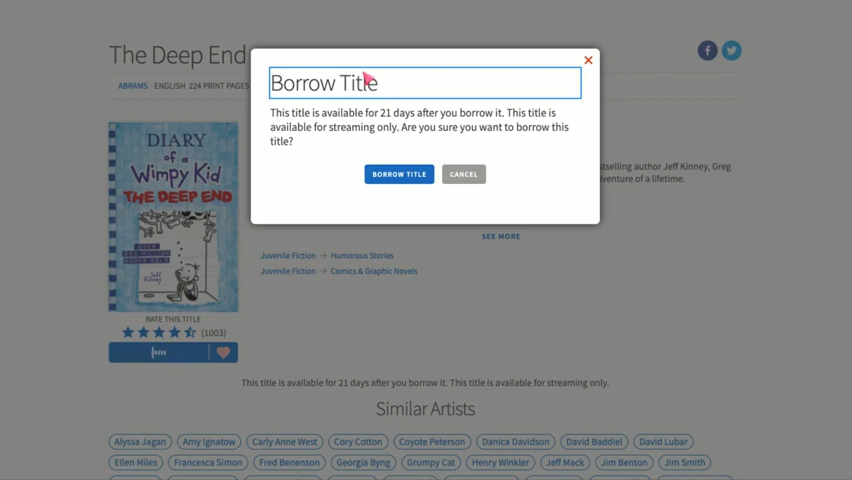 The Deep End
Borrow Title
ABRAMS ENGLISH 224 PRINT PAGES
This title is available for 21 days after you borrow it. This title is
available for streaming only. Are you sure you want to borrow this
title?
BORROW TITLE CANCEL
DIARY
of a
Wimpy Kid
THE DEEP END
Jeff
Kinney
stselling author Jeff Kinney, Greg
venture of a lifetime.
SEE MORE
Juvenile Fiction → Humorous Stories
Juvenile Fiction → Comics & Graphic Novels
RATE THIS TITLE
(1003)
This title is available for 21 days after you borrow it. This title is available for streaming only.
Similar Artists
Alyssa Jagan Amy Ignatow Carly Anne West Cory Cotton Coyote Peterson Danica Davidson David Baddiel David Lubar
Ellen Miles Francesca Simon Fred Benenson Georgia Byng Grumpy Cat Henry Winkler Jeff Mack Jim Benton Jim Smith